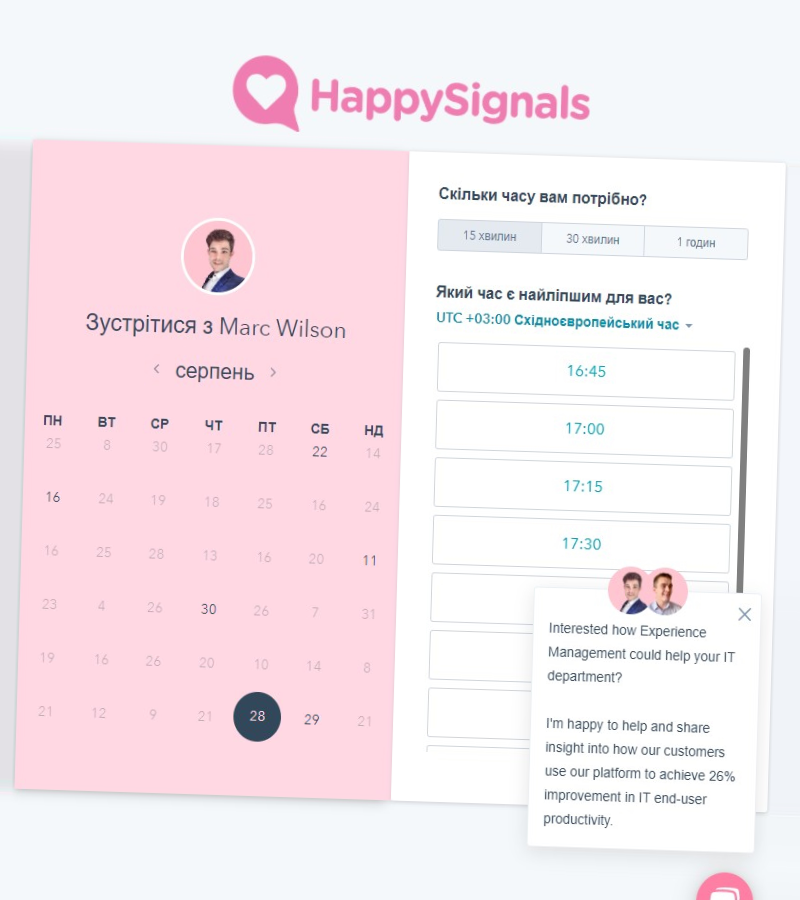 HappySignals
Зустрітися з Marc Wilson
серпень
ПН ВТ СР ЧТ ПТ СБ НД
25 8 30 17 28 22 14
16 24 19 18 25 16 24
16 25 28 13 16 20 11
23 4 26 30 26 7 31
19 16 26 20 10 14 8
21 12 9 21 28 29 21
Скільки часу вам потрібно?
15 хвилин 30 хвилин 1 годин
Який час є найліпшим для вас?
UTC +03:00 Східноєвропейський час
16:45
17:00
17:15
17:30
Interested how Experience
Management could help your IT
department?
I'm happy to help and share
insight into how our customers
use our platform to achieve 26%
improvement in IT end-user
productivity.